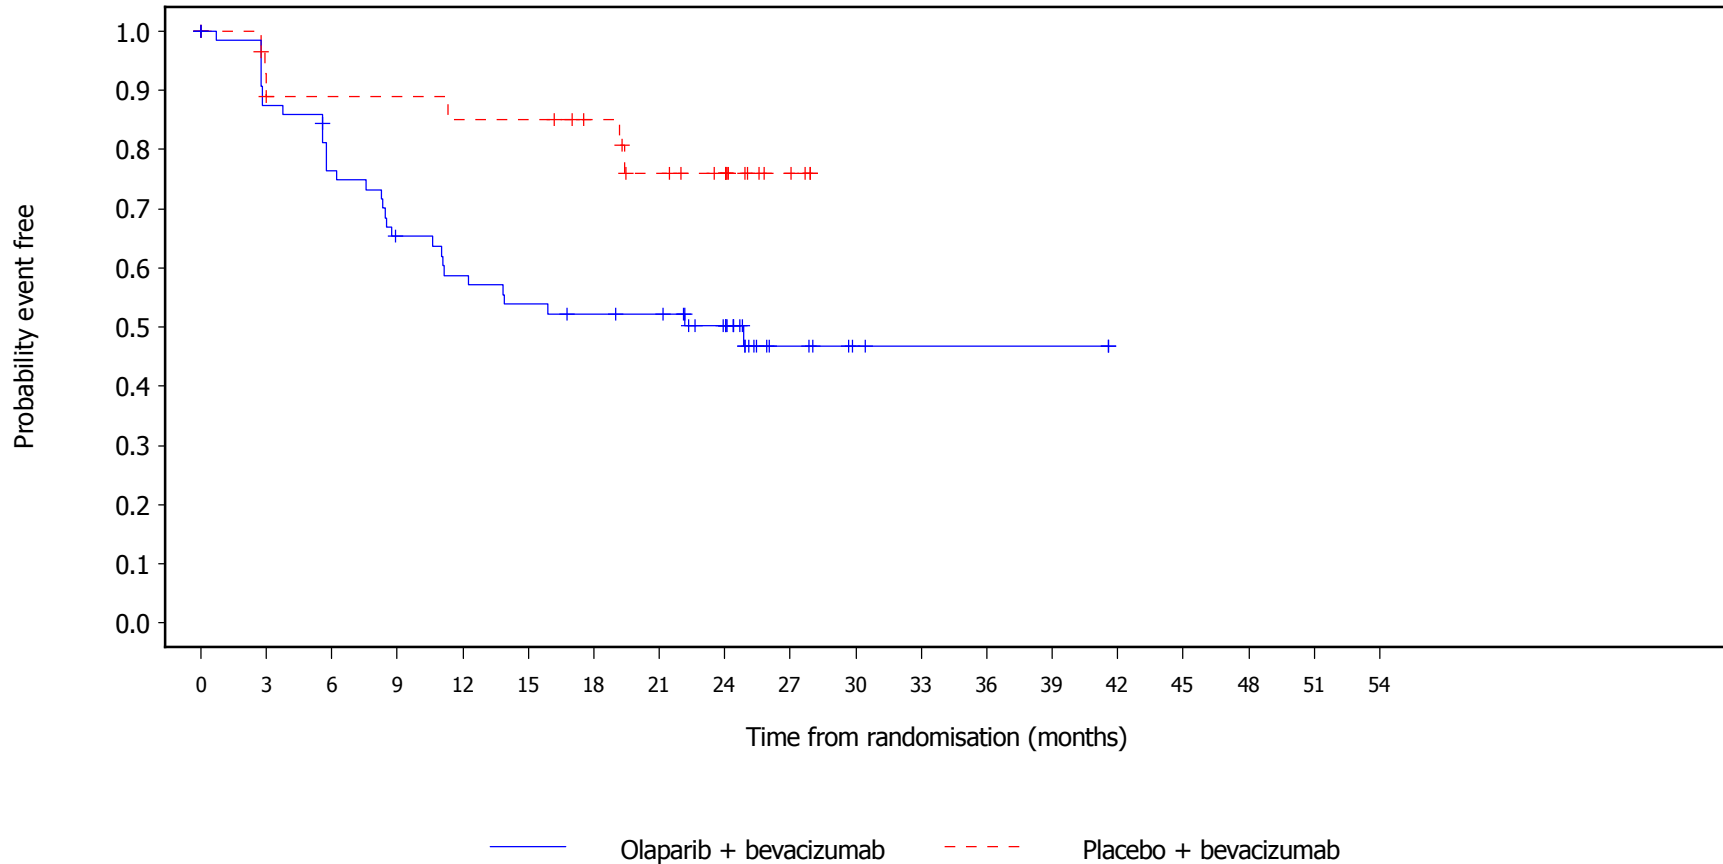 Probability event free
1.0
0.9
0.8
0.7
0.6
0.5
0.4
0.3
0.2
0.1
0.0
0 3 6 9 12 15 18 21 24 27 30 33 36 39 42 45 48 51 54
Time from randomisation (months)
Olaparib + bevacizumab Placebo + bevacizumab